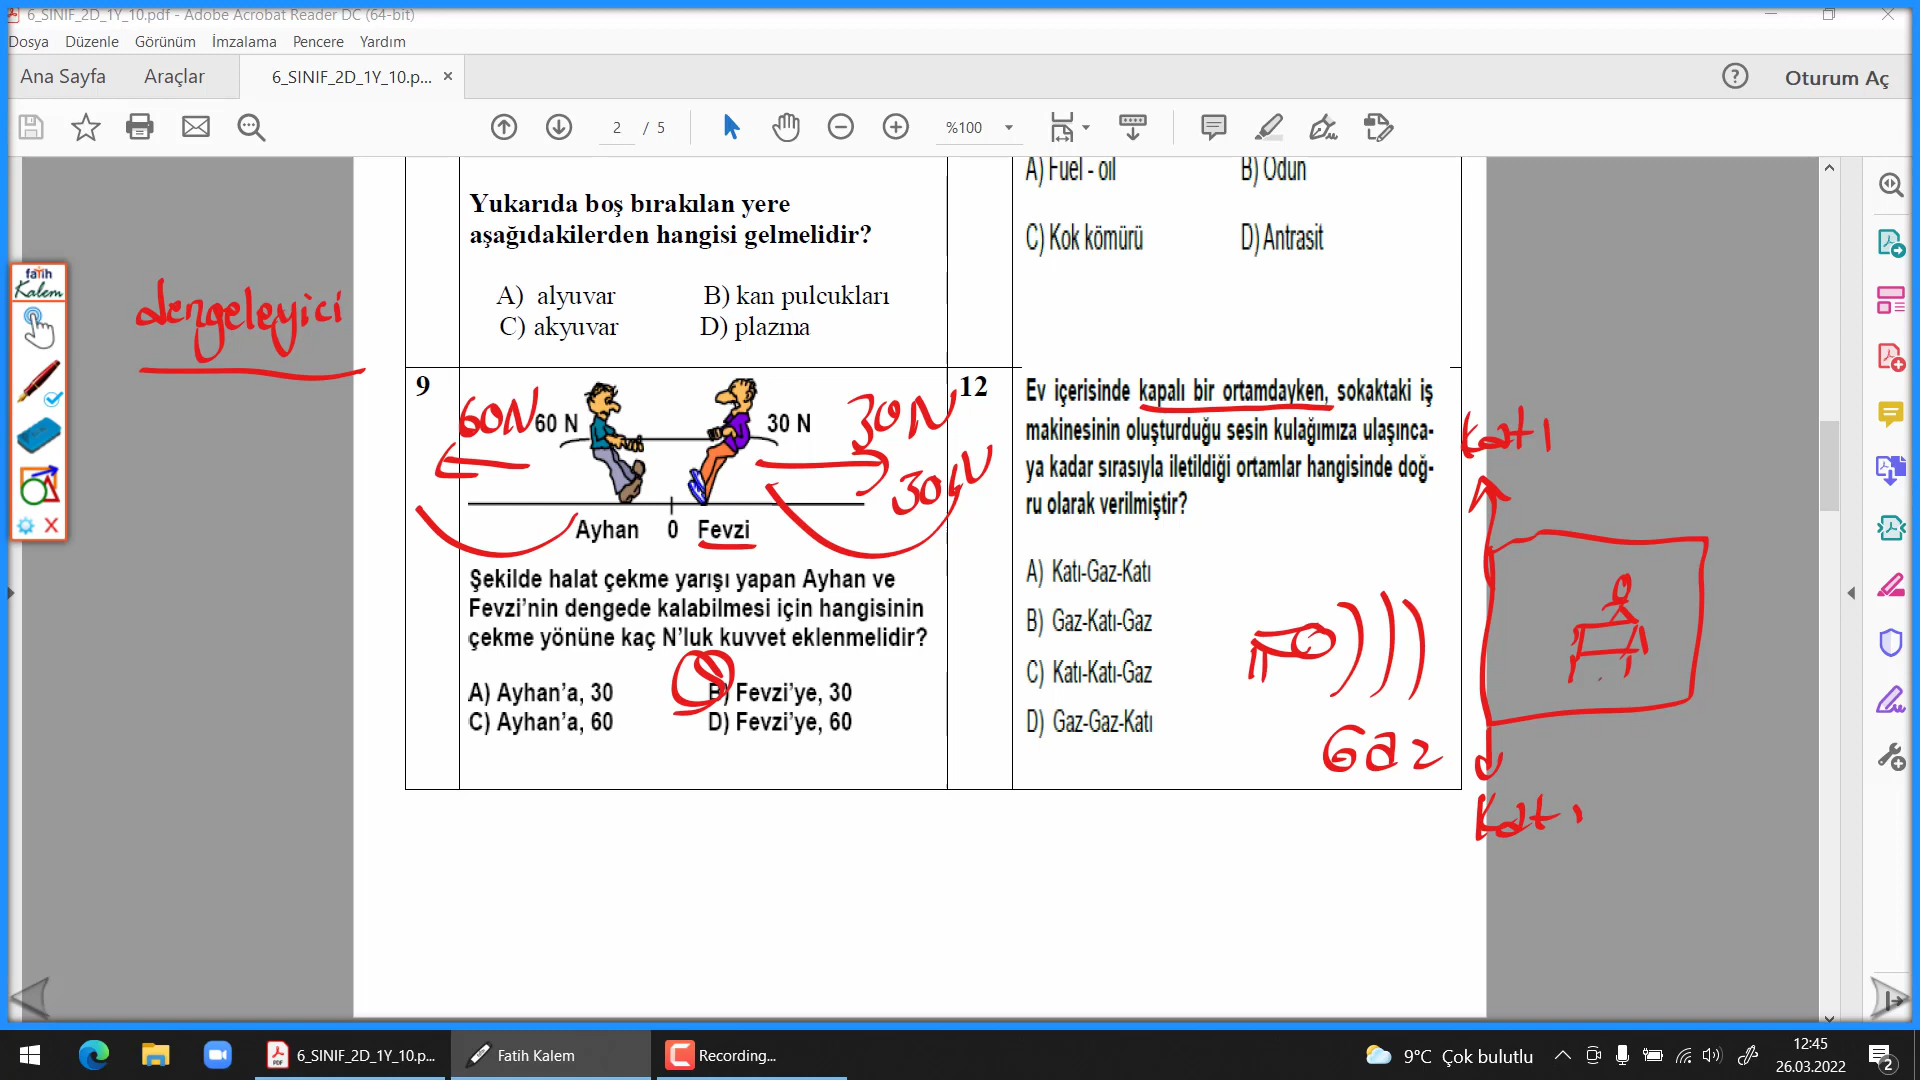 6_SINIF_2D_1Y_10.pdf - Adobe Acrobat Reader DC (64-bit)
Dosya Düzenle Görünüm İmzalama Pencere Yardım
Ana Sayfa Araçlar 6_SINIF_2D_1Y_10.p... × Oturum Aç
2 / 5 %100
fatih
Kalem
dengeleyici
Yukarıda boş bırakılan yere
aşağıdakilerden hangisi gelmelidir?
A) alyuvar B) kan pulcukları
C) akyuvar D) plazma
A) Fuel - oil B) Odun
C) Kok kömürü D) Antrasit
9
60N 60 N 30 N 30N
30N
Ayhan 0 Fevzi
Şekilde halat çekme yarışı yapan Ayhan ve
Fevzi'nin dengede kalabilmesi için hangisinin
çekme yönüne kaç N'luk kuvvet eklenmelidir?
A) Ayhan'a, 30 B) Fevzi'ye, 30
C) Ayhan'a, 60 D) Fevzi'ye, 60
12
Ev içerisinde kapalı bir ortamdayken, sokaktaki iş
makinesinin oluşturduğu sesin kulağımıza ulaşınca-
ya kadar sırasıyla iletildiği ortamlar hangisinde doğ-
ru olarak verilmiştir?
A) Katı-Gaz-Katı
B) Gaz-Katı-Gaz
C) Katı-Katı-Gaz
D) Gaz-Gaz-Katı
Katı
Gaz
Katı
6_SINIF_2D_1Y_10.p... Fatih Kalem Recording... 9°C Çok bulutlu 12:45
26.03.2022 2